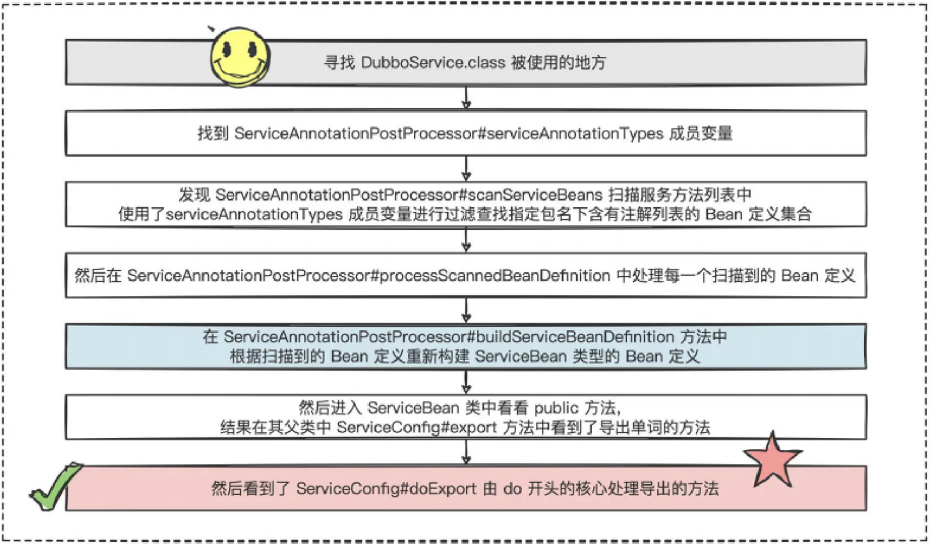 寻找 DubboService.class 被使用的地方
找到 ServiceAnnotationPostProcessor#serviceAnnotationTypes 成员变量
发现 ServiceAnnotationPostProcessor#scanServiceBeans 扫描服务方法列表中
使用了serviceAnnotationTypes 成员变量进行过滤查找指定包名下含有注解列表的 Bean 定义集合
然后在 ServiceAnnotationPostProcessor#processScannedBeanDefinition 中处理每一个扫描到的 Bean 定义
在 ServiceAnnotationPostProcessor#buildServiceBeanDefinition 方法中
根据扫描到的 Bean 定义重新构建 ServiceBean 类型的 Bean 定义
然后进入 ServiceBean 类中看看 public 方法,
结果在其父类中 ServiceConfig#export 方法中看到了导出单词的方法
然后看到了 ServiceConfig#doExport 由 do 开头的核心处理导出的方法